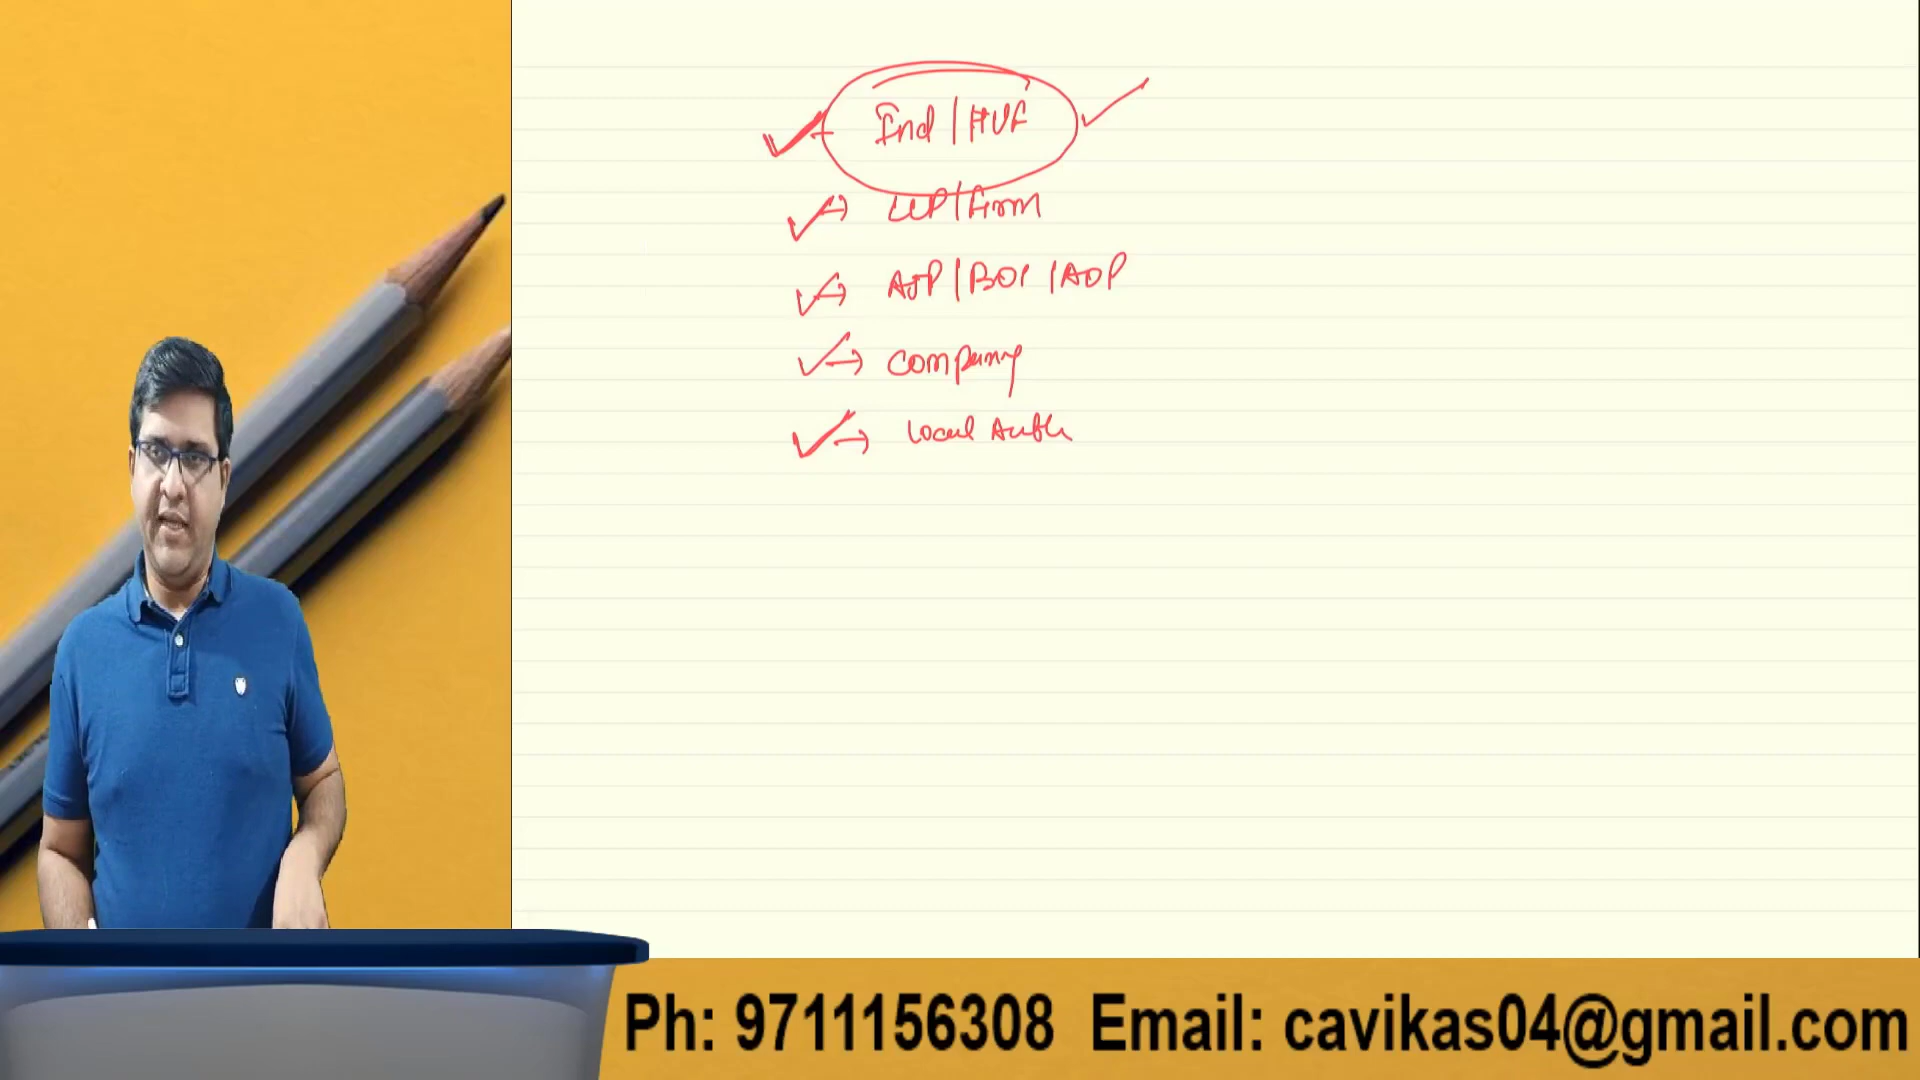 Ind | HUF
LLP | Firm
AJP | BOI | AOP
Company
Local Auth
Ph: 9711156308 Email: cavikas04@gmail.com